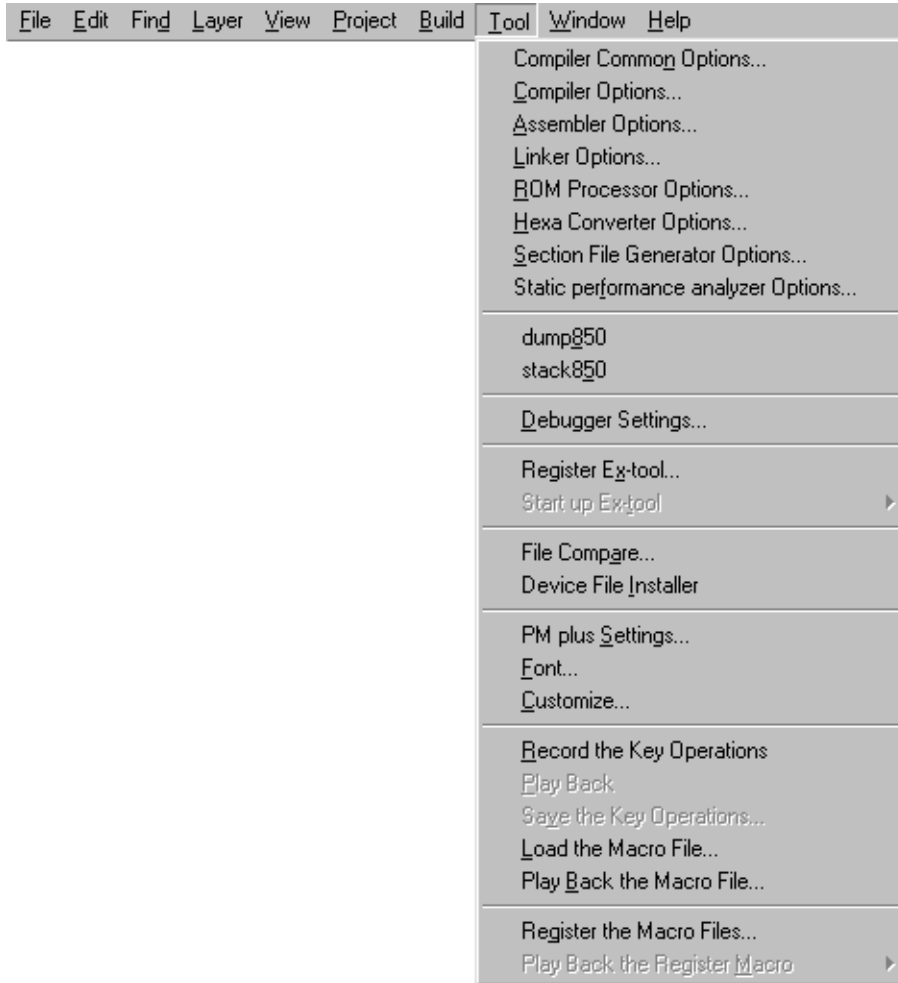 File Edit Find Layer View Project Build Tool Window Help
Compiler Common Options...
Compiler Options...
Assembler Options...
Linker Options...
ROM Processor Options...
Hexa Converter Options...
Section File Generator Options...
Static performance analyzer Options...
dump850
stack850
Debugger Settings...
Register Ex-tool...
Start up Ex-tool
File Compare...
Device File Installer
PM plus Settings...
Font...
Customize...
Record the Key Operations
Play Back
Save the Key Operations...
Load the Macro File...
Play Back the Macro File...
Register the Macro Files...
Play Back the Register Macro